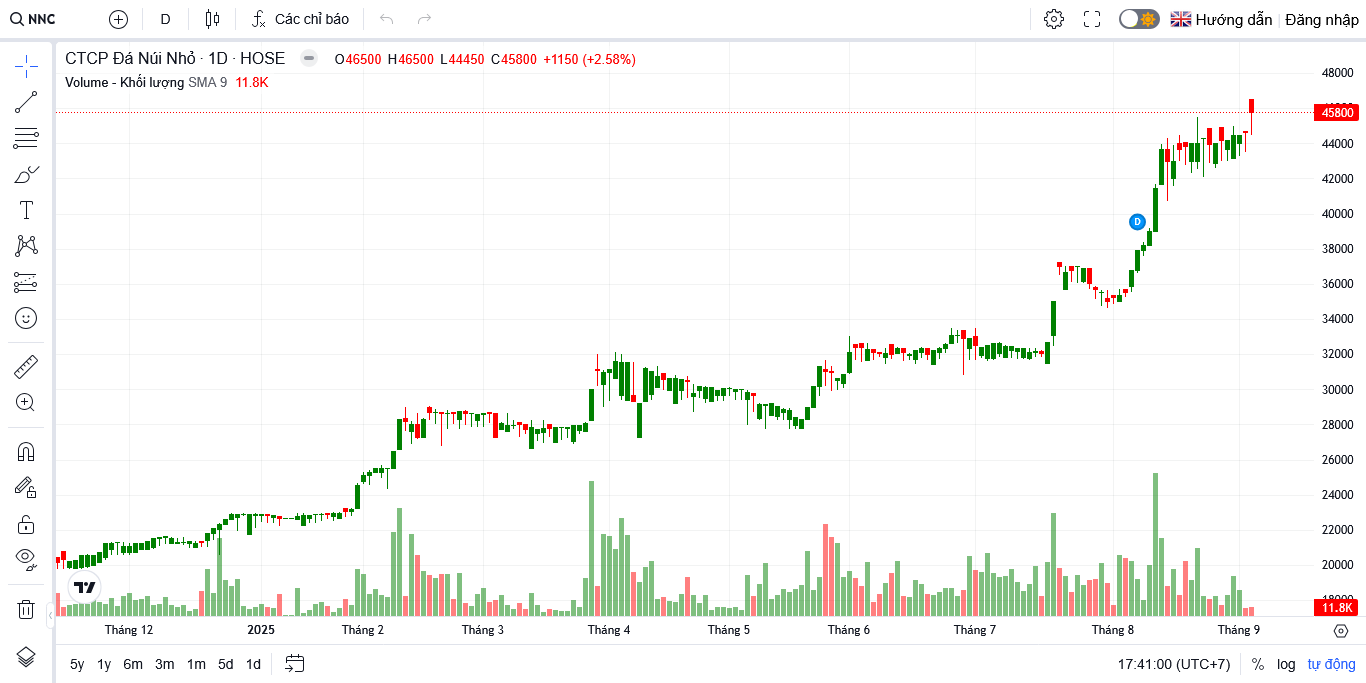 NNC D Các chỉ báo Hướng dẫn Đăng nhập
CTCP Đá Núi Nhỏ · 1D · HOSE O46500 H46500 L44450 C45800 +1150 (+2.58%)
Volume - Khối lượng SMA 9 11.8K
48000
45800
44000
42000
D
40000
38000
36000
34000
32000
30000
28000
26000
24000
22000
20000
11.8K
Tháng 12 2025 Tháng 2 Tháng 3 Tháng 4 Tháng 5 Tháng 6 Tháng 7 Tháng 8 Tháng 9
5y 1y 6m 3m 1m 5d 1d 17:41:00 (UTC+7) % log tự động